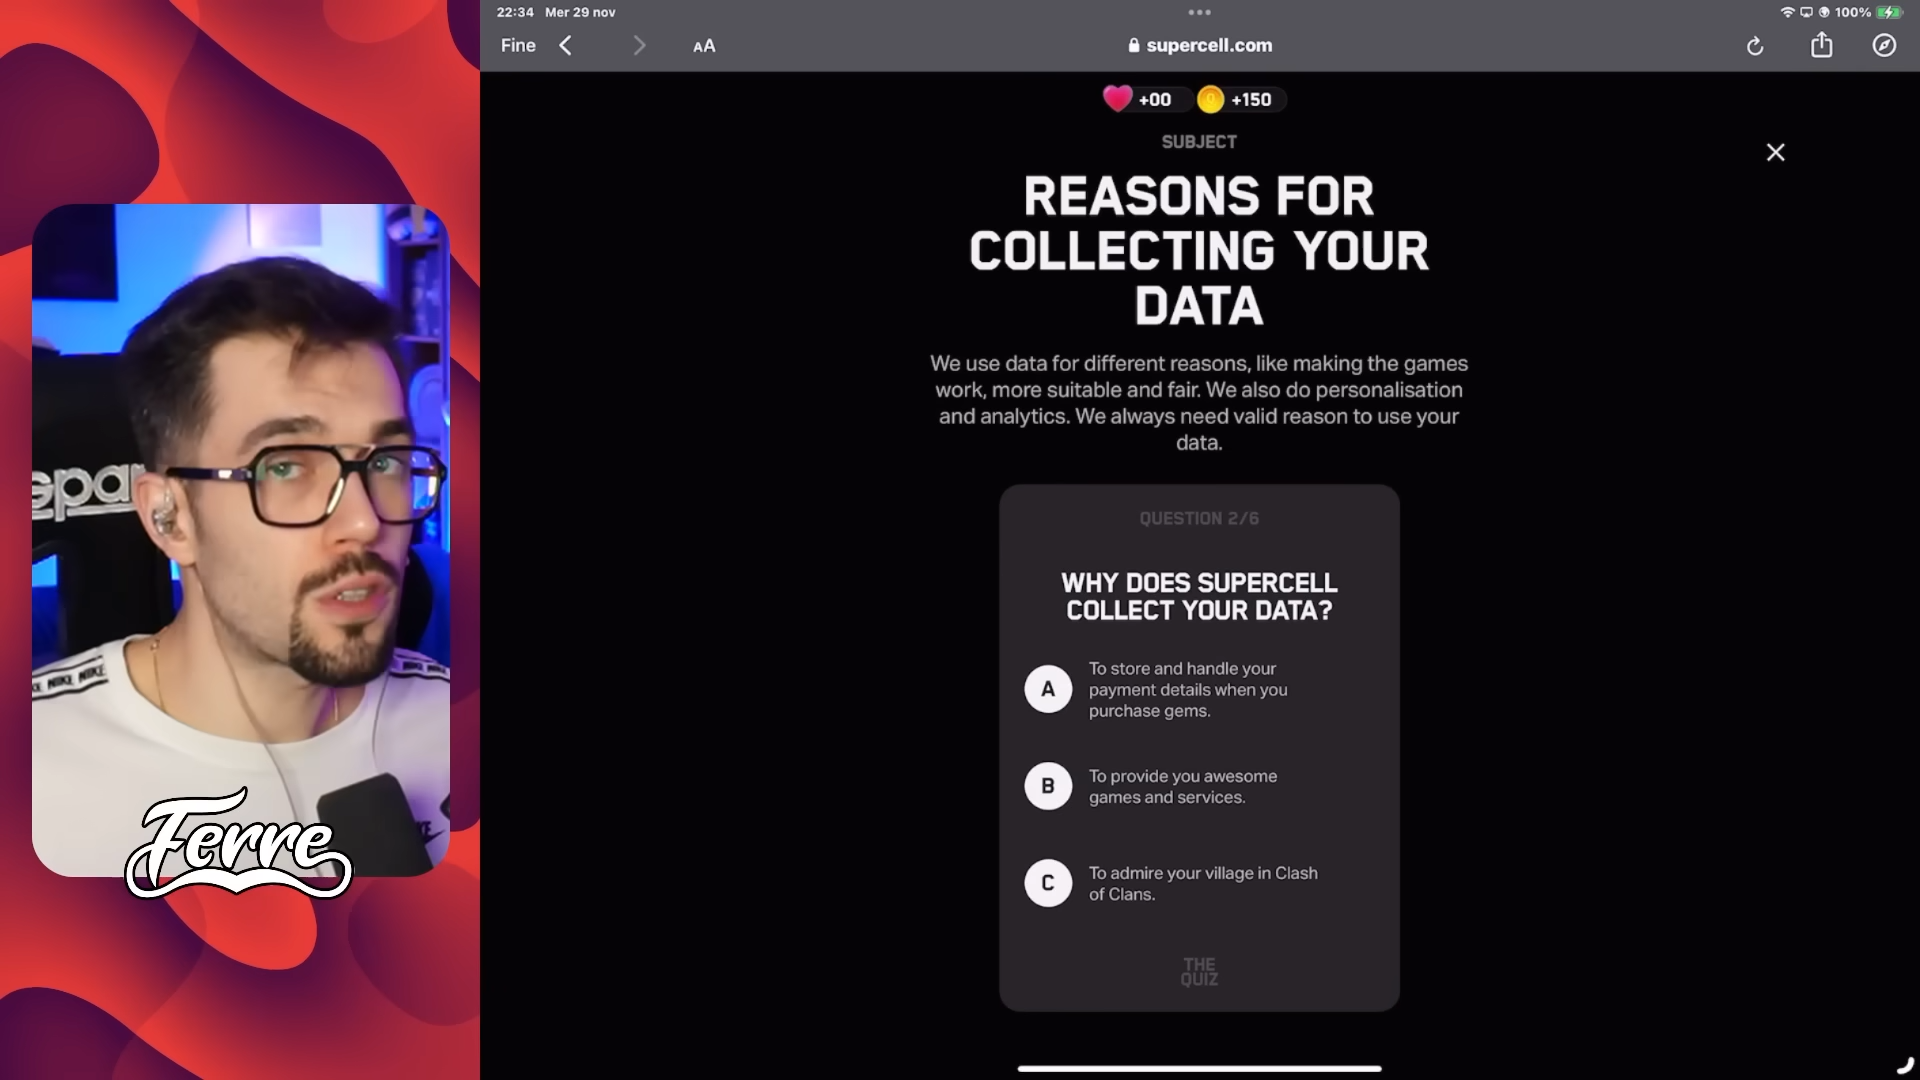 22:34 Mer 29 nov
100%
Fine
AA
supercell.com
+00
+150
SUBJECT
REASONS FOR
COLLECTING YOUR
DATA
We use data for different reasons, like making the games
work, more suitable and fair. We also do personalisation
and analytics. We always need valid reason to use your
data.
QUESTION 2/6
WHY DOES SUPERCELL
COLLECT YOUR DATA?
A
To store and handle your
payment details when you
purchase gems.
B
To provide you awesome
games and services.
C
To admire your village in Clash
of Clans.
THE
QUIZ
spar
NIKE NIKE
Ferre